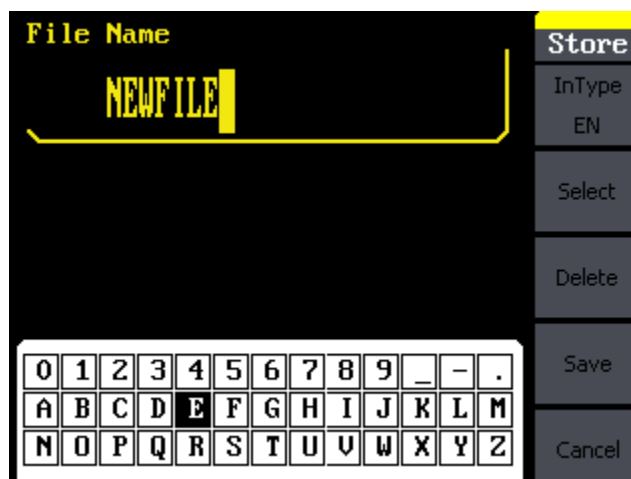 File Name
NEWFILE
Store
InType
EN
Select
Delete
Save
Cancel
0 1 2 3 4 5 6 7 8 9 _ - .
A B C D E F G H I J K L M
N O P Q R S T U V W X Y Z